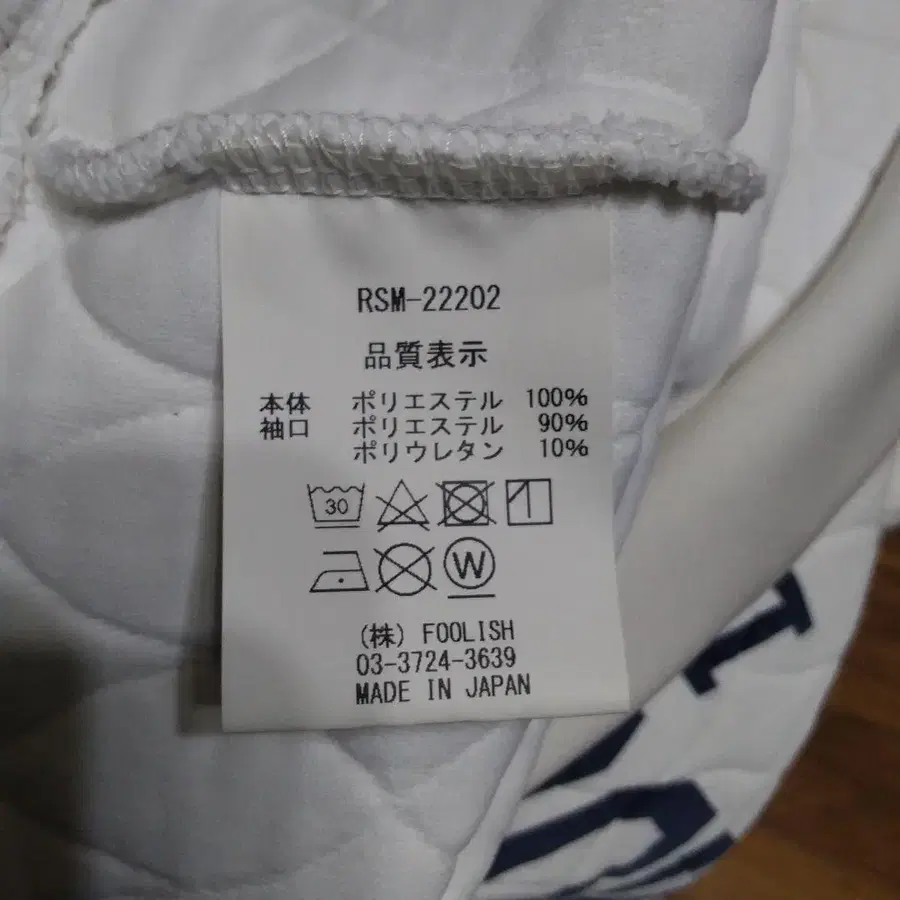 RSM-22202
品質表示
本体 ポリエステル 100%
袖口 ポリエステル 90%
ポリウレタン 10%
30
W
(株) FOOLISH
03-3724-3639
MADE IN JAPAN